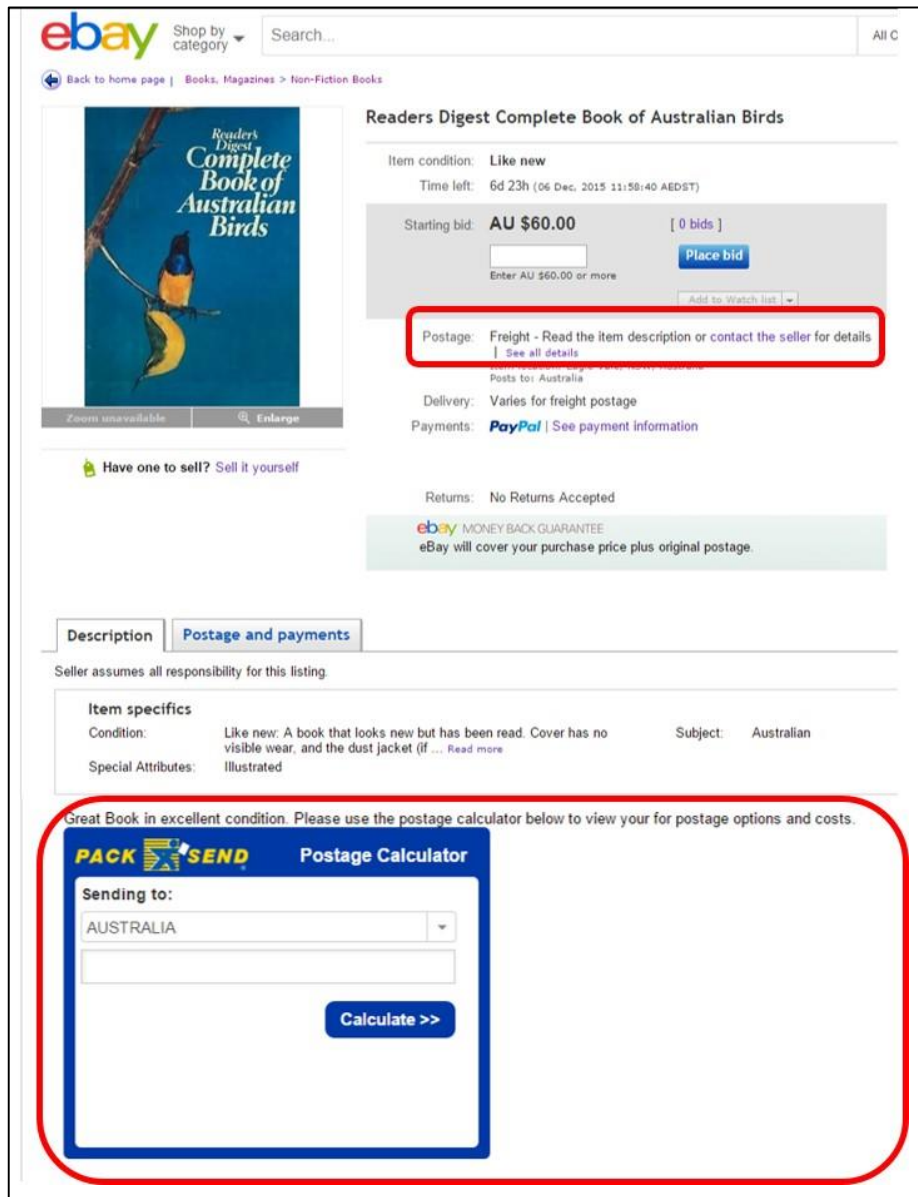 ebay Shop by category Search... All C
Back to home page | Books, Magazines > Non-Fiction Books
Readers Digest Complete Book of Australian Birds
Reader's
Digest
Complete
Book of
Australian
Birds
Zoom unavailable Enlarge
Have one to sell? Sell it yourself
Item condition: Like new
Time left: 6d 23h (06 Dec, 2015 11:58:40 AEDST)
Starting bid: AU $60.00 [ 0 bids ]
Place bid
Enter AU $60.00 or more
Add to Watch list
Postage: Freight - Read the item description or contact the seller for details
| See all details
Item location: Eagle Vale, NSW, Australia
Posts to: Australia
Delivery: Varies for freight postage
Payments: PayPal | See payment information
Returns: No Returns Accepted
ebay MONEY BACK GUARANTEE
eBay will cover your purchase price plus original postage.
Description Postage and payments
Seller assumes all responsibility for this listing.
Item specifics
Condition: Like new: A book that looks new but has been read. Cover has no Subject: Australian
visible wear, and the dust jacket (if ... Read more
Special Attributes: Illustrated
Great Book in excellent condition. Please use the postage calculator below to view your for postage options and costs.
PACK SEND Postage Calculator
Sending to:
AUSTRALIA
Calculate >>